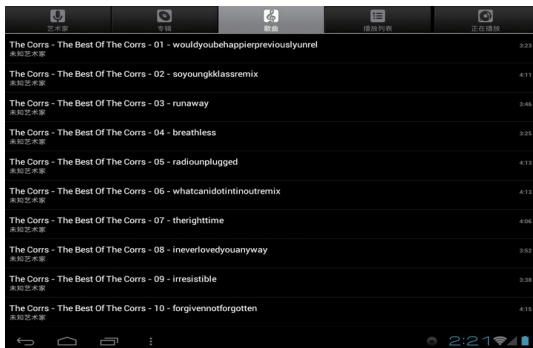 艺术家 专辑 歌曲 播放列表 正在播放
The Corrs - The Best Of The Corrs - 01 - wouldyoubehappierpreviouslyunrel 3:23
未知艺术家
The Corrs - The Best Of The Corrs - 02 - soyoungkklassremix 4:11
未知艺术家
The Corrs - The Best Of The Corrs - 03 - runaway 3:46
未知艺术家
The Corrs - The Best Of The Corrs - 04 - breathless 3:25
未知艺术家
The Corrs - The Best Of The Corrs - 05 - radiounplugged 4:13
未知艺术家
The Corrs - The Best Of The Corrs - 06 - whatcanidotintinoutremix 4:13
未知艺术家
The Corrs - The Best Of The Corrs - 07 - therighttime 4:06
未知艺术家
The Corrs - The Best Of The Corrs - 08 - ineverlovedyouanyway 3:52
未知艺术家
The Corrs - The Best Of The Corrs - 09 - irresistible 3:38
未知艺术家
The Corrs - The Best Of The Corrs - 10 - forgivennotforgotten 4:15
未知艺术家
2:21